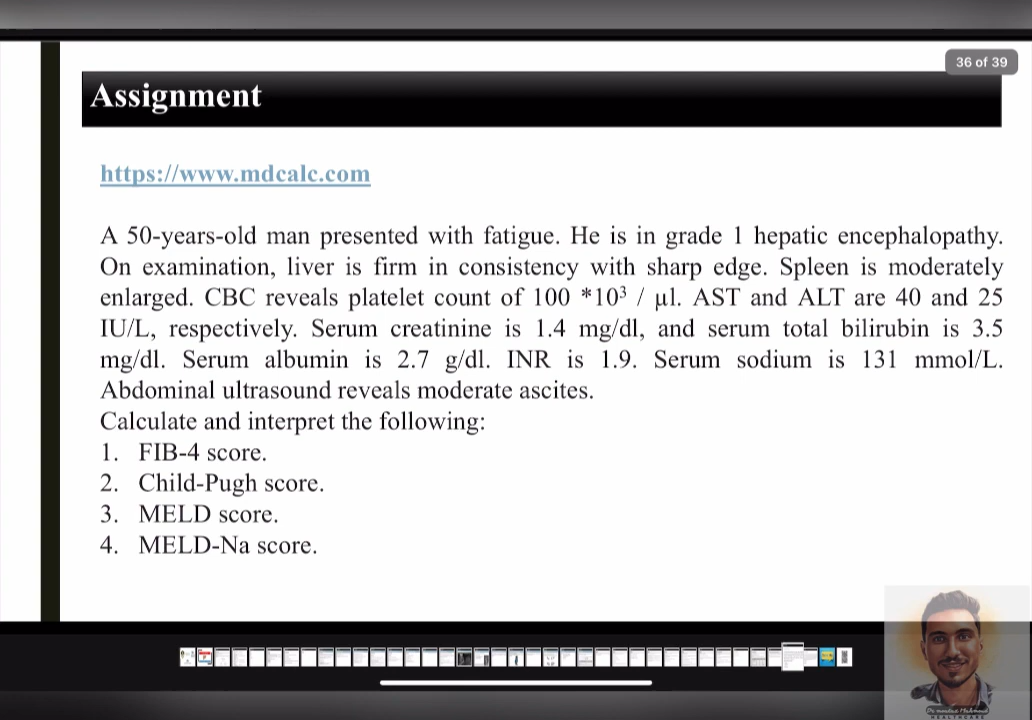 36 of 39
Assignment
https://www.mdcalc.com
A 50-years-old man presented with fatigue. He is in grade 1 hepatic encephalopathy.
On examination, liver is firm in consistency with sharp edge. Spleen is moderately
enlarged. CBC reveals platelet count of 100 *10³ / µl. AST and ALT are 40 and 25
IU/L, respectively. Serum creatinine is 1.4 mg/dl, and serum total bilirubin is 3.5
mg/dl. Serum albumin is 2.7 g/dl. INR is 1.9. Serum sodium is 131 mmol/L.
Abdominal ultrasound reveals moderate ascites.
Calculate and interpret the following:
1. FIB-4 score.
2. Child-Pugh score.
3. MELD score.
4. MELD-Na score.